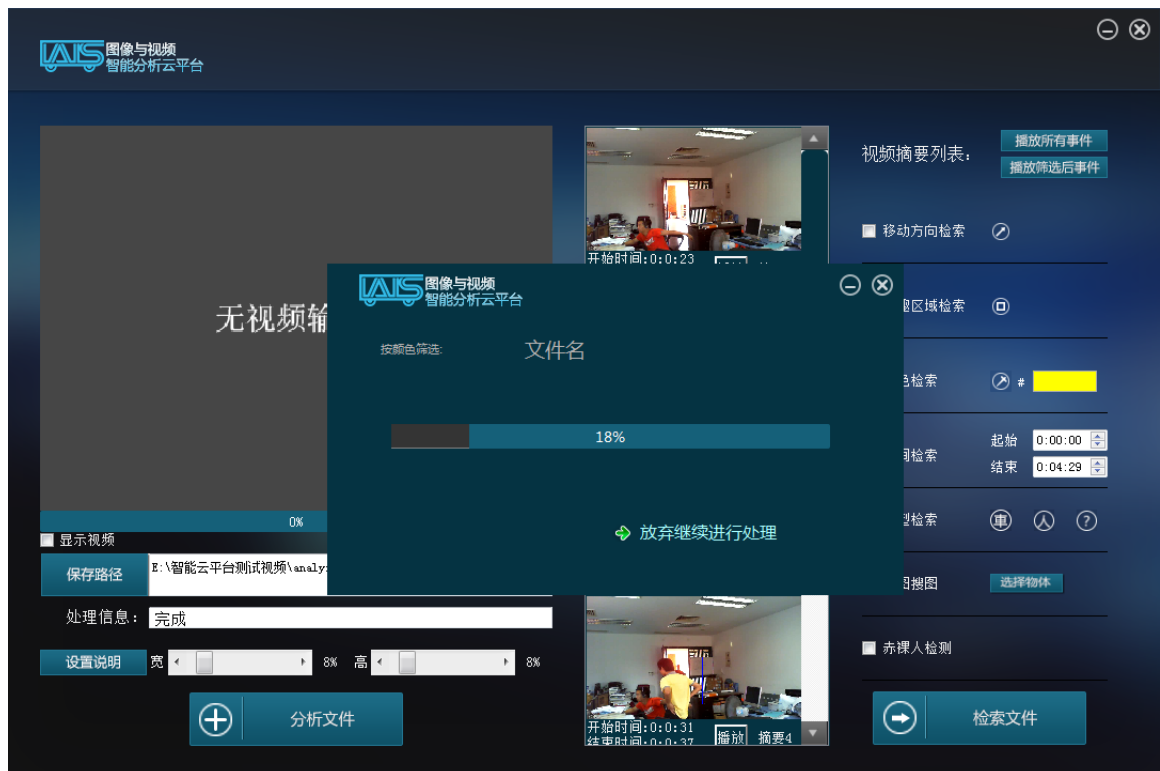 IAIS 图像与视频
智能分析云平台
无视频输
0%
显示视频
保存路径
E:\智能云平台测试视频\analy
处理信息:
完成
设置说明
宽
8%
高
8%
分析文件
开始时间:0:0:23
开始时间:0:0:31
结束时间:0:0:37
播放
摘要4
IAIS 图像与视频
智能分析云平台
按颜色筛选:
文件名
18%
放弃继续进行处理
视频摘要列表:
播放所有事件
播放筛选后事件
移动方向检索
区域检索
检索
#
检索
起始 0:00:00
结束 0:04:29
检索
車 人 ?
搜图
选择物体
赤裸人检测
检索文件